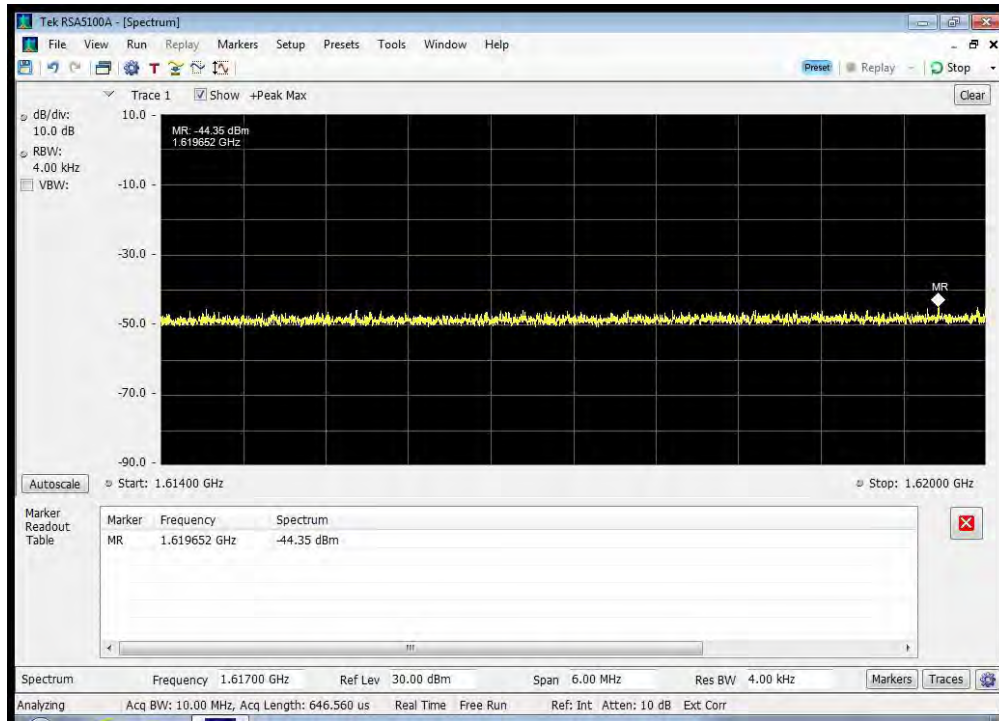 Tek RSA5100A - [Spectrum]
File View Run Replay Markers Setup Presets Tools Window Help
T
Preset Replay Stop
Trace 1 Show +Peak Max Clear
dB/div:
10.0 dB
RBW:
4.00 kHz
VBW:
10.0
-10.0
-30.0
-50.0
-70.0
-90.0
MR: -44.35 dBm
1.619652 GHz
MR
Autoscale
Start: 1.61400 GHz
Stop: 1.62000 GHz
Marker
Readout
Table
Marker Frequency Spectrum
MR 1.619652 GHz -44.35 dBm
Spectrum Frequency 1.61700 GHz Ref Lev 30.00 dBm Span 6.00 MHz Res BW 4.00 kHz Markers Traces
Analyzing Acq BW: 10.00 MHz, Acq Length: 646.560 us Real Time Free Run Ref: Int Atten: 10 dB Ext Corr